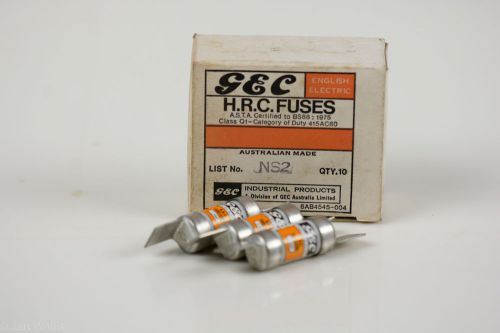 GEC
ENGLISH ELECTRIC
H.R.C. FUSES
A.S.T.A. Certified to BS88: 1975
Class Q1-Category of Duty 415AC80
AUSTRALIAN MADE
LIST No. NS2 QTY. 10
GEC INDUSTRIAL PRODUCTS
A Division of GEC Australia Limited
6AB4545-004